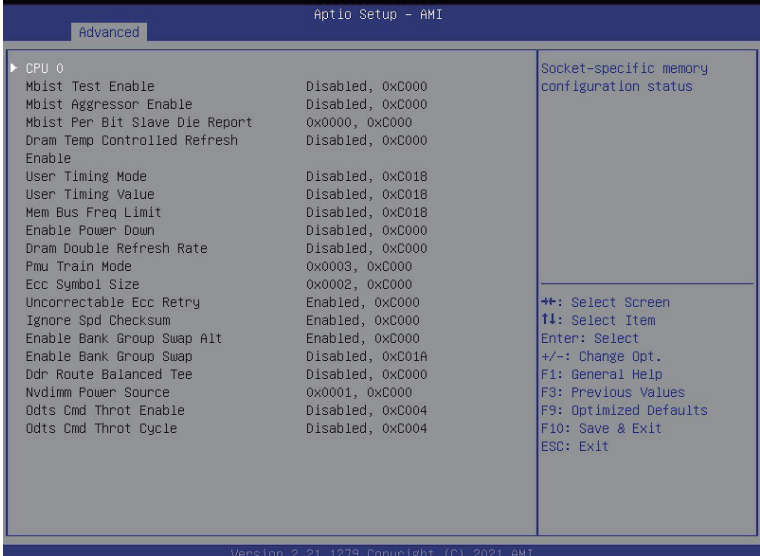 Aptio Setup – AMI
Advanced
▶ CPU 0
Mbist Test Enable Disabled, 0xC000
Mbist Aggressor Enable Disabled, 0xC000
Mbist Per Bit Slave Die Report 0x0000, 0xC000
Dram Temp Controlled Refresh Disabled, 0xC000
Enable
User Timing Mode Disabled, 0xC018
User Timing Value Disabled, 0xC018
Mem Bus Freq Limit Disabled, 0xC018
Enable Power Down Disabled, 0xC000
Dram Double Refresh Rate Disabled, 0xC000
Pmu Train Mode 0x0003, 0xC000
Ecc Symbol Size 0x0002, 0xC000
Uncorrectable Ecc Retry Enabled, 0xC000
Ignore Spd Checksum Enabled, 0xC000
Enable Bank Group Swap Alt Enabled, 0xC000
Enable Bank Group Swap Disabled, 0xC01A
Ddr Route Balanced Tee Disabled, 0xC000
Nvdimm Power Source 0x0001, 0xC000
Odts Cmd Throt Enable Disabled, 0xC004
Odts Cmd Throt Cycle Disabled, 0xC004
Socket-specific memory
configuration status
→←: Select Screen
↑↓: Select Item
Enter: Select
+/-: Change Opt.
F1: General Help
F3: Previous Values
F9: Optimized Defaults
F10: Save & Exit
ESC: Exit
Version 2.21.1279 Copyright (C) 2021 AMI